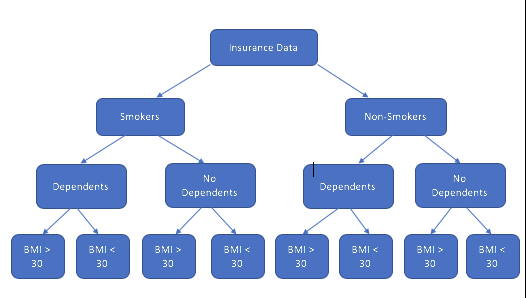 Insurance Data
Smokers
Non-Smokers
Dependents
No
Dependents
Dependents
No
Dependents
BMI >
30
BMI <
30
BMI >
30
BMI <
30
BMI >
30
BMI <
30
BMI >
30
BMI <
30